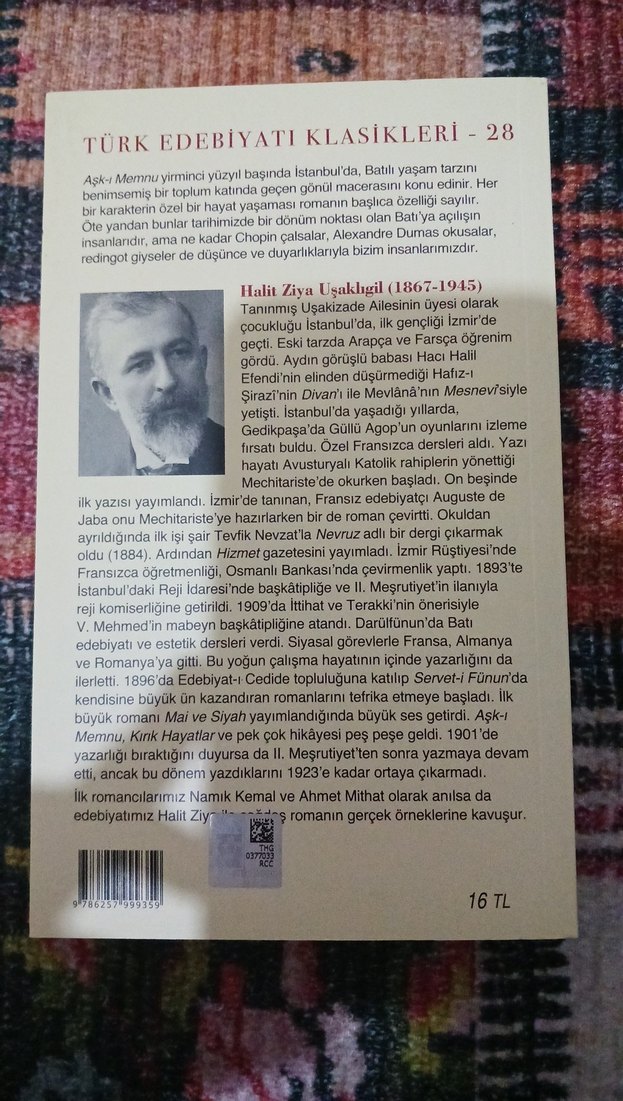 TÜRK EDEBİYATI KLASİKLERİ - 28
Aşk-ı Memnu yirminci yüzyıl başında İstanbul'da, Batılı yaşam tarzını
benimsemiş bir toplum katında geçen gönül macerasını konu edinir. Her
bir karakterin özel bir hayat yaşaması romanın başlıca özelliği sayılır.
Öte yandan bunlar tarihimizde bir dönüm noktası olan Batı'ya açılışın
insanlarıdır, ama ne kadar Chopin çalsalar, Alexandre Dumas okusalar,
redingot giyseler de düşünce ve duyarlıklarıyla bizim insanlarımızdır.
Halit Ziya Uşaklıgil (1867-1945)
Tanınmış Uşakizade Ailesinin üyesi olarak
çocukluğu İstanbul'da, ilk gençliği İzmir'de
geçti. Eski tarzda Arapça ve Farsça öğrenim
gördü. Aydın görüşlü babası Hacı Halil
Efendi'nin elinden düşürmediği Hafız-ı
Şirazî'nin Divan'ı ile Mevlânâ'nın Mesnevî'siyle
yetişti. İstanbul'da yaşadığı yıllarda,
Gedikpaşa'da Güllü Agop'un oyunlarını izleme
fırsatı buldu. Özel Fransızca dersleri aldı. Yazı
hayatı Avusturyalı Katolik rahiplerin yönettiği
Mechitariste'de okurken başladı. On beşinde
ilk yazısı yayımlandı. İzmir'de tanınan, Fransız edebiyatçı Auguste de
Jaba onu Mechitariste'ye hazırlarken bir de roman çevirtti. Okuldan
ayrıldığında ilk işi şair Tevfik Nevzat'la Nevruz adlı bir dergi çıkarmak
oldu (1884). Ardından Hizmet gazetesini yayımladı. İzmir Rüştiyesi'nde
Fransızca öğretmenliği, Osmanlı Bankası'nda çevirmenlik yaptı. 1893'te
İstanbul'daki Reji İdaresi'nde başkâtipliğe ve II. Meşrutiyet'in ilanıyla
reji komiserliğine getirildi. 1909'da İttihat ve Terakki'nin önerisiyle
V. Mehmed'in mabeyn başkâtipliğine atandı. Darülfünun'da Batı
edebiyatı ve estetik dersleri verdi. Siyasal görevlerle Fransa, Almanya
ve Romanya'ya gitti. Bu yoğun çalışma hayatının içinde yazarlığını da
ilerletti. 1896'da Edebiyat-ı Cedide topluluğuna katılıp Servet-i Fünun'da
kendisine büyük ün kazandıran romanlarını tefrika etmeye başladı. İlk
büyük romanı Mai ve Siyah yayımlandığında büyük ses getirdi. Aşk-ı
Memnu, Kırık Hayatlar ve pek çok hikâyesi peş peşe geldi. 1901'de
yazarlığı bıraktığını duyursa da II. Meşrutiyet'ten sonra yazmaya devam
etti, ancak bu dönem yazdıklarını 1923'e kadar ortaya çıkarmadı.
İlk romancılarımız Namık Kemal ve Ahmet Mithat olarak anılsa da
edebiyatımız Halit Ziya ile çağdaş romanın gerçek örneklerine kavuşur.
THG
0377033
RCC
9 786257 999359
16 TL